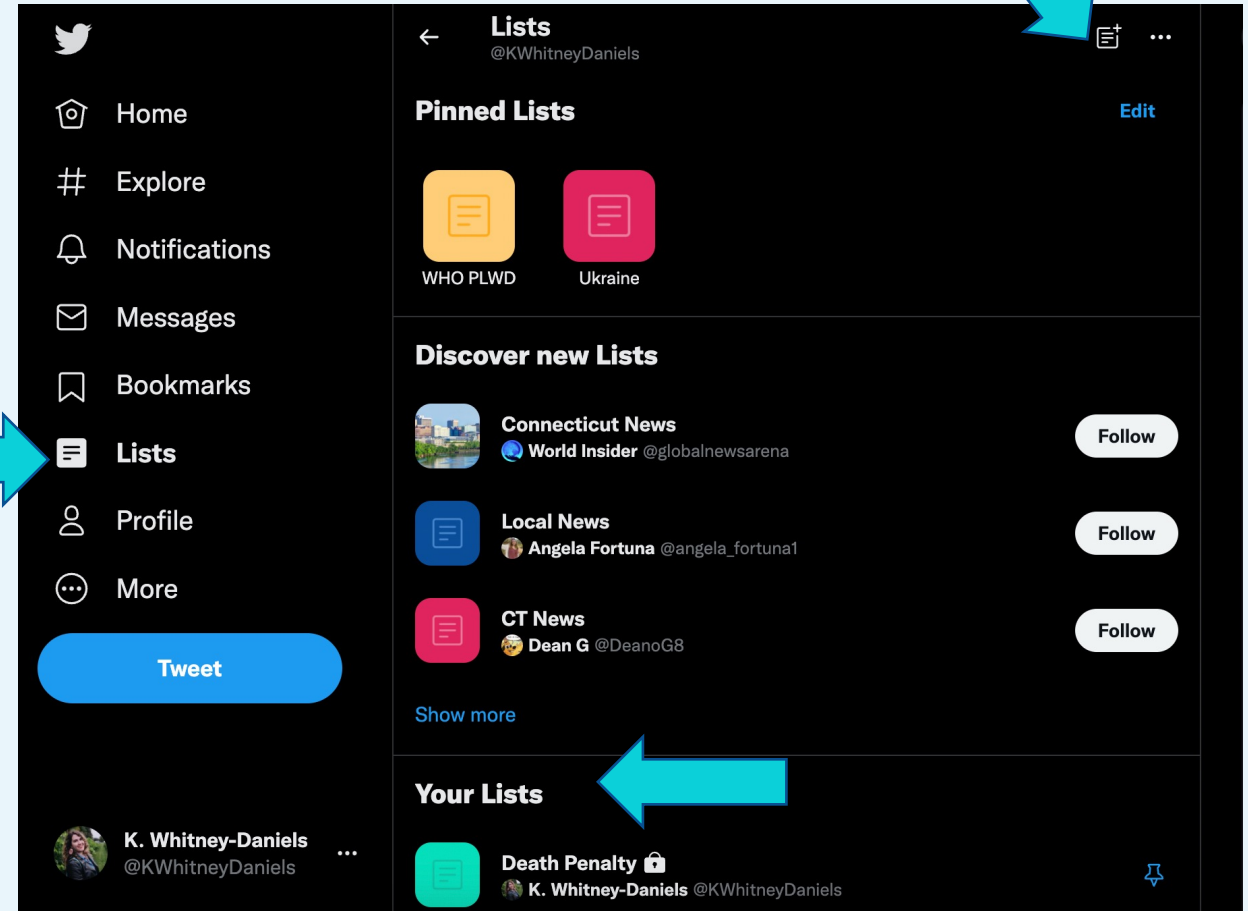 Home
Explore
Notifications
Messages
Bookmarks
Lists
Profile
More
Tweet
K. Whitney-Daniels
@KWhitneyDaniels
Lists
@KWhitneyDaniels
Pinned Lists
Edit
WHO PLWD
Ukraine
Discover new Lists
Connecticut News
World Insider @globalnewsarena
Follow
Local News
Angela Fortuna @angela_fortuna1
Follow
CT News
Dean G @DeanoG8
Follow
Show more
Your Lists
Death Penalty
K. Whitney-Daniels @KWhitneyDaniels